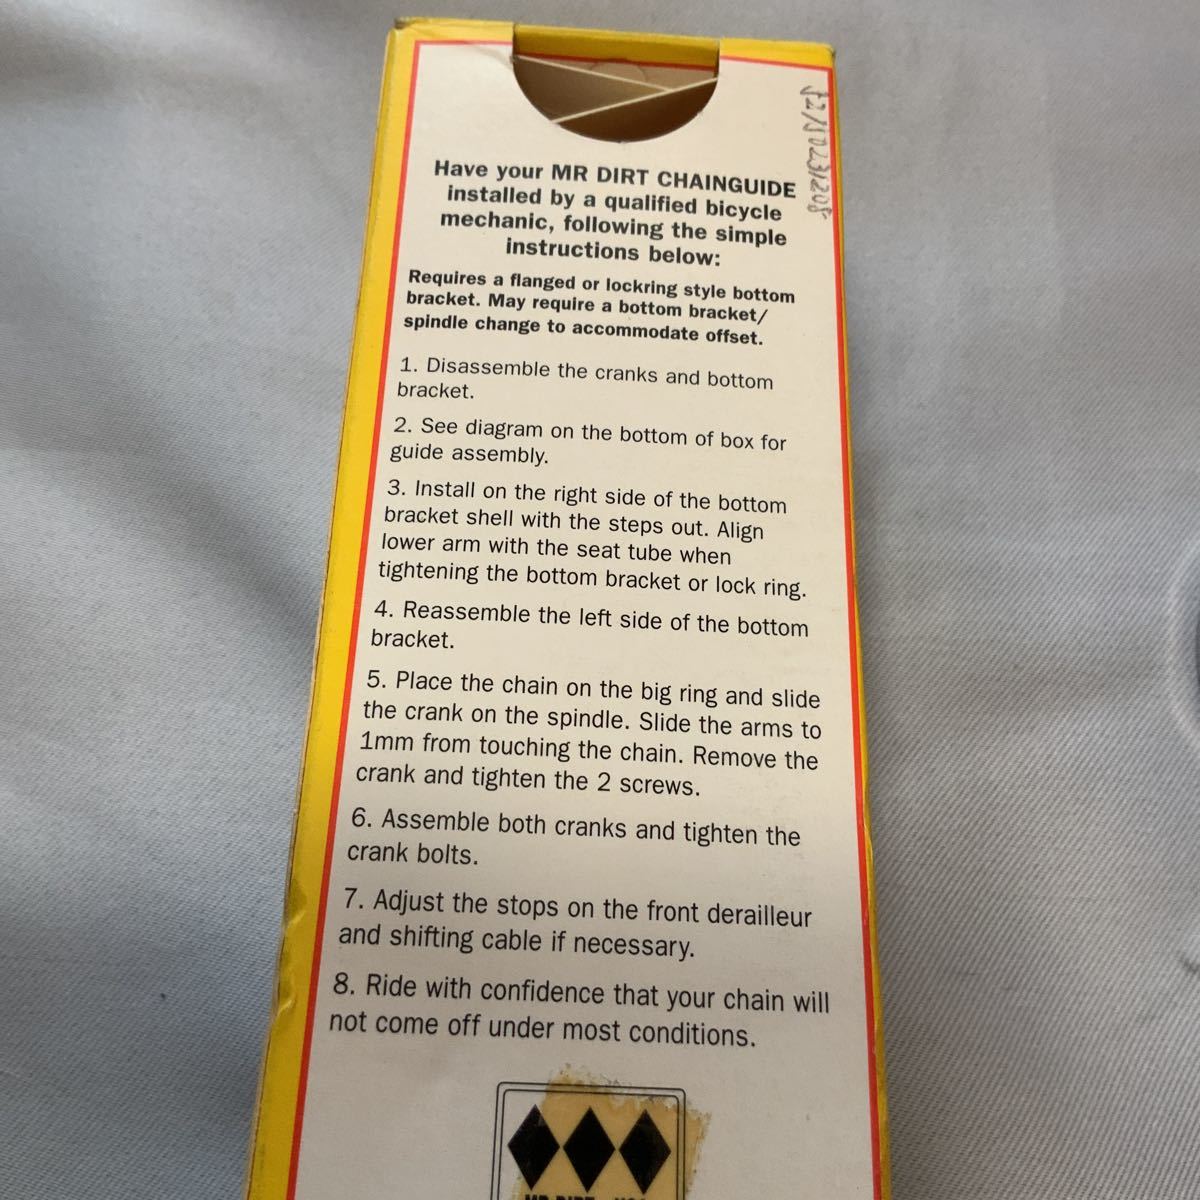 Have your MR DIRT CHAINGUIDE
installed by a qualified bicycle
mechanic, following the simple
instructions below:
Requires a flanged or lockring style bottom
bracket. May require a bottom bracket/
spindle change to accommodate offset.
1. Disassemble the cranks and bottom
bracket.
2. See diagram on the bottom of box for
guide assembly.
3. Install on the right side of the bottom
bracket shell with the steps out. Align
lower arm with the seat tube when
tightening the bottom bracket or lock ring.
4. Reassemble the left side of the bottom
bracket.
5. Place the chain on the big ring and slide
the crank on the spindle. Slide the arms to
1mm from touching the chain. Remove the
crank and tighten the 2 screws.
6. Assemble both cranks and tighten the
crank bolts.
7. Adjust the stops on the front derailleur
and shifting cable if necessary.
8. Ride with confidence that your chain will
not come off under most conditions.
MR DIRT